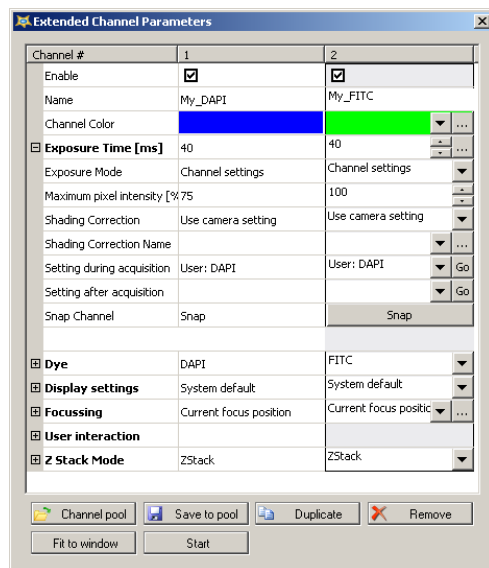 Extended Channel Parameters
Channel # 1 2
Enable
Name My_DAPI My_FITC
Channel Color ...
Exposure Time [ms] 40 40 ...
Exposure Mode Channel settings Channel settings
Maximum pixel intensity [% 75 100
Shading Correction Use camera setting Use camera setting
Shading Correction Name ...
Setting during acquisition User: DAPI User: DAPI Go
Setting after acquisition Go
Snap Channel Snap Snap
Dye DAPI FITC
Display settings System default System default
Focussing Current focus position Current focus positic ...
User interaction
Z Stack Mode ZStack ZStack
Channel pool Save to pool Duplicate Remove
Fit to window Start